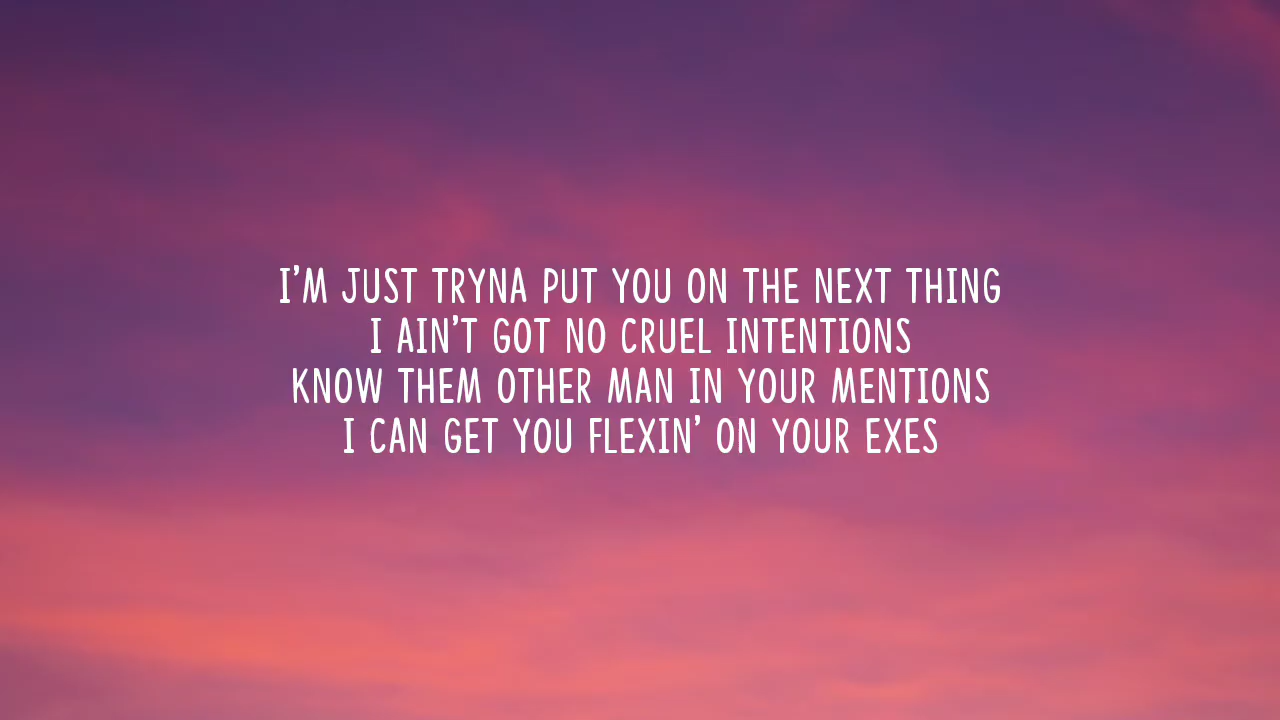 I'M JUST TRYNA PUT YOU ON THE NEXT THING
I AIN'T GOT NO CRUEL INTENTIONS
KNOW THEM OTHER MAN IN YOUR MENTIONS
I CAN GET YOU FLEXIN' ON YOUR EXES